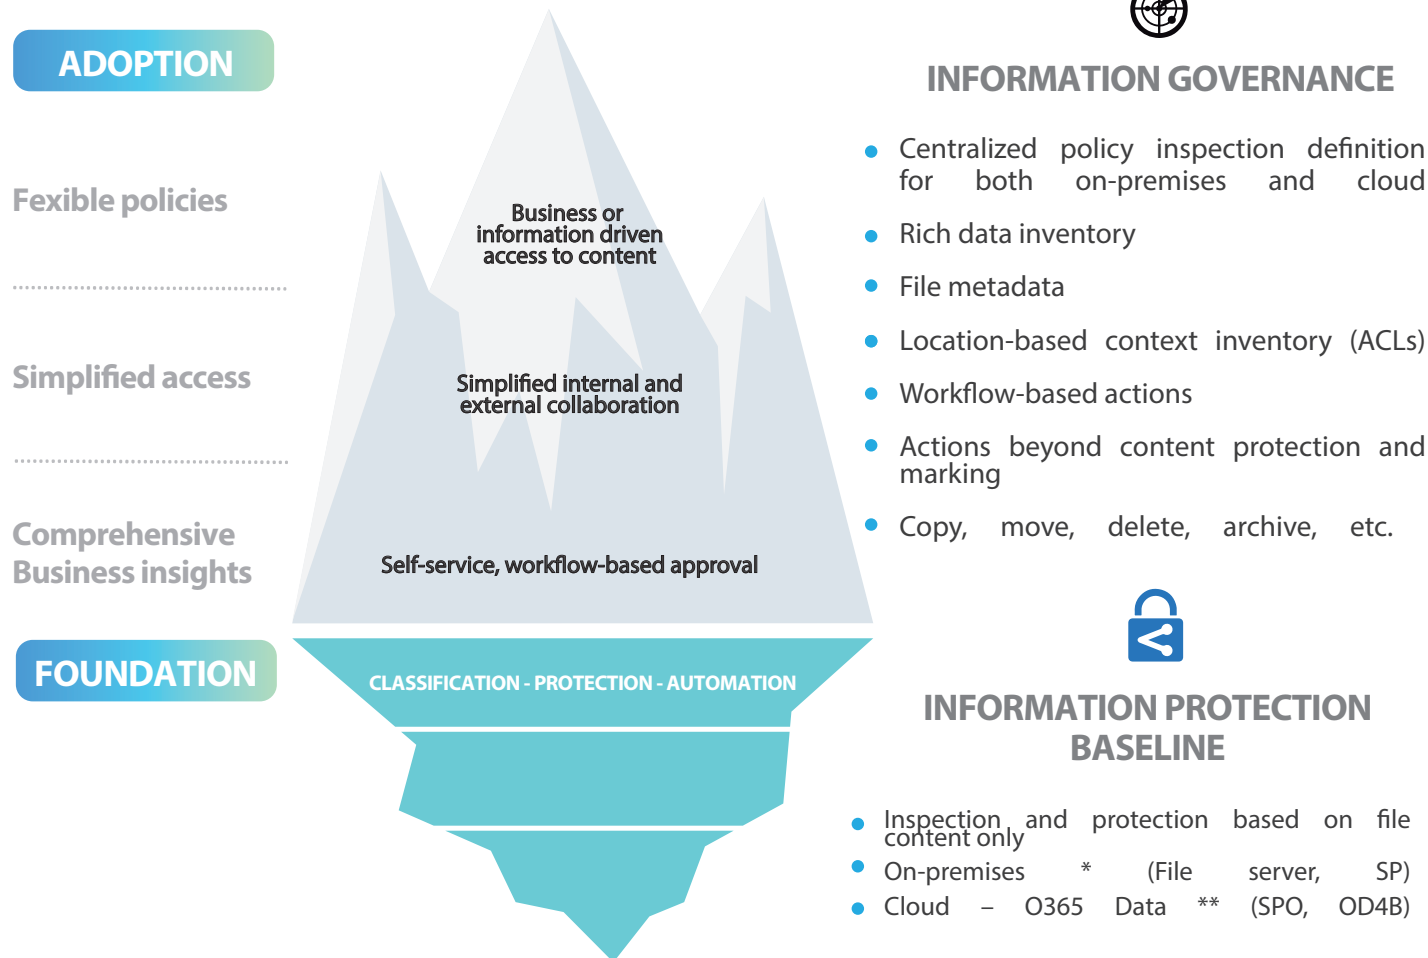 ADOPTION
Fexible policies
Simplified access
Comprehensive
Business insights
FOUNDATION
Business or
information driven
access to content
Simplified internal and
external collaboration
Self-service, workflow-based approval
CLASSIFICATION - PROTECTION - AUTOMATION
INFORMATION GOVERNANCE
Centralized policy inspection definition
for both on-premises and cloud
Rich data inventory
File metadata
Location-based context inventory (ACLs)
Workflow-based actions
Actions beyond content protection and
marking
Copy, move, delete, archive, etc.
INFORMATION PROTECTION
BASELINE
Inspection and protection based on file
content only
On-premises * (File server, SP)
Cloud – O365 Data ** (SPO, OD4B)